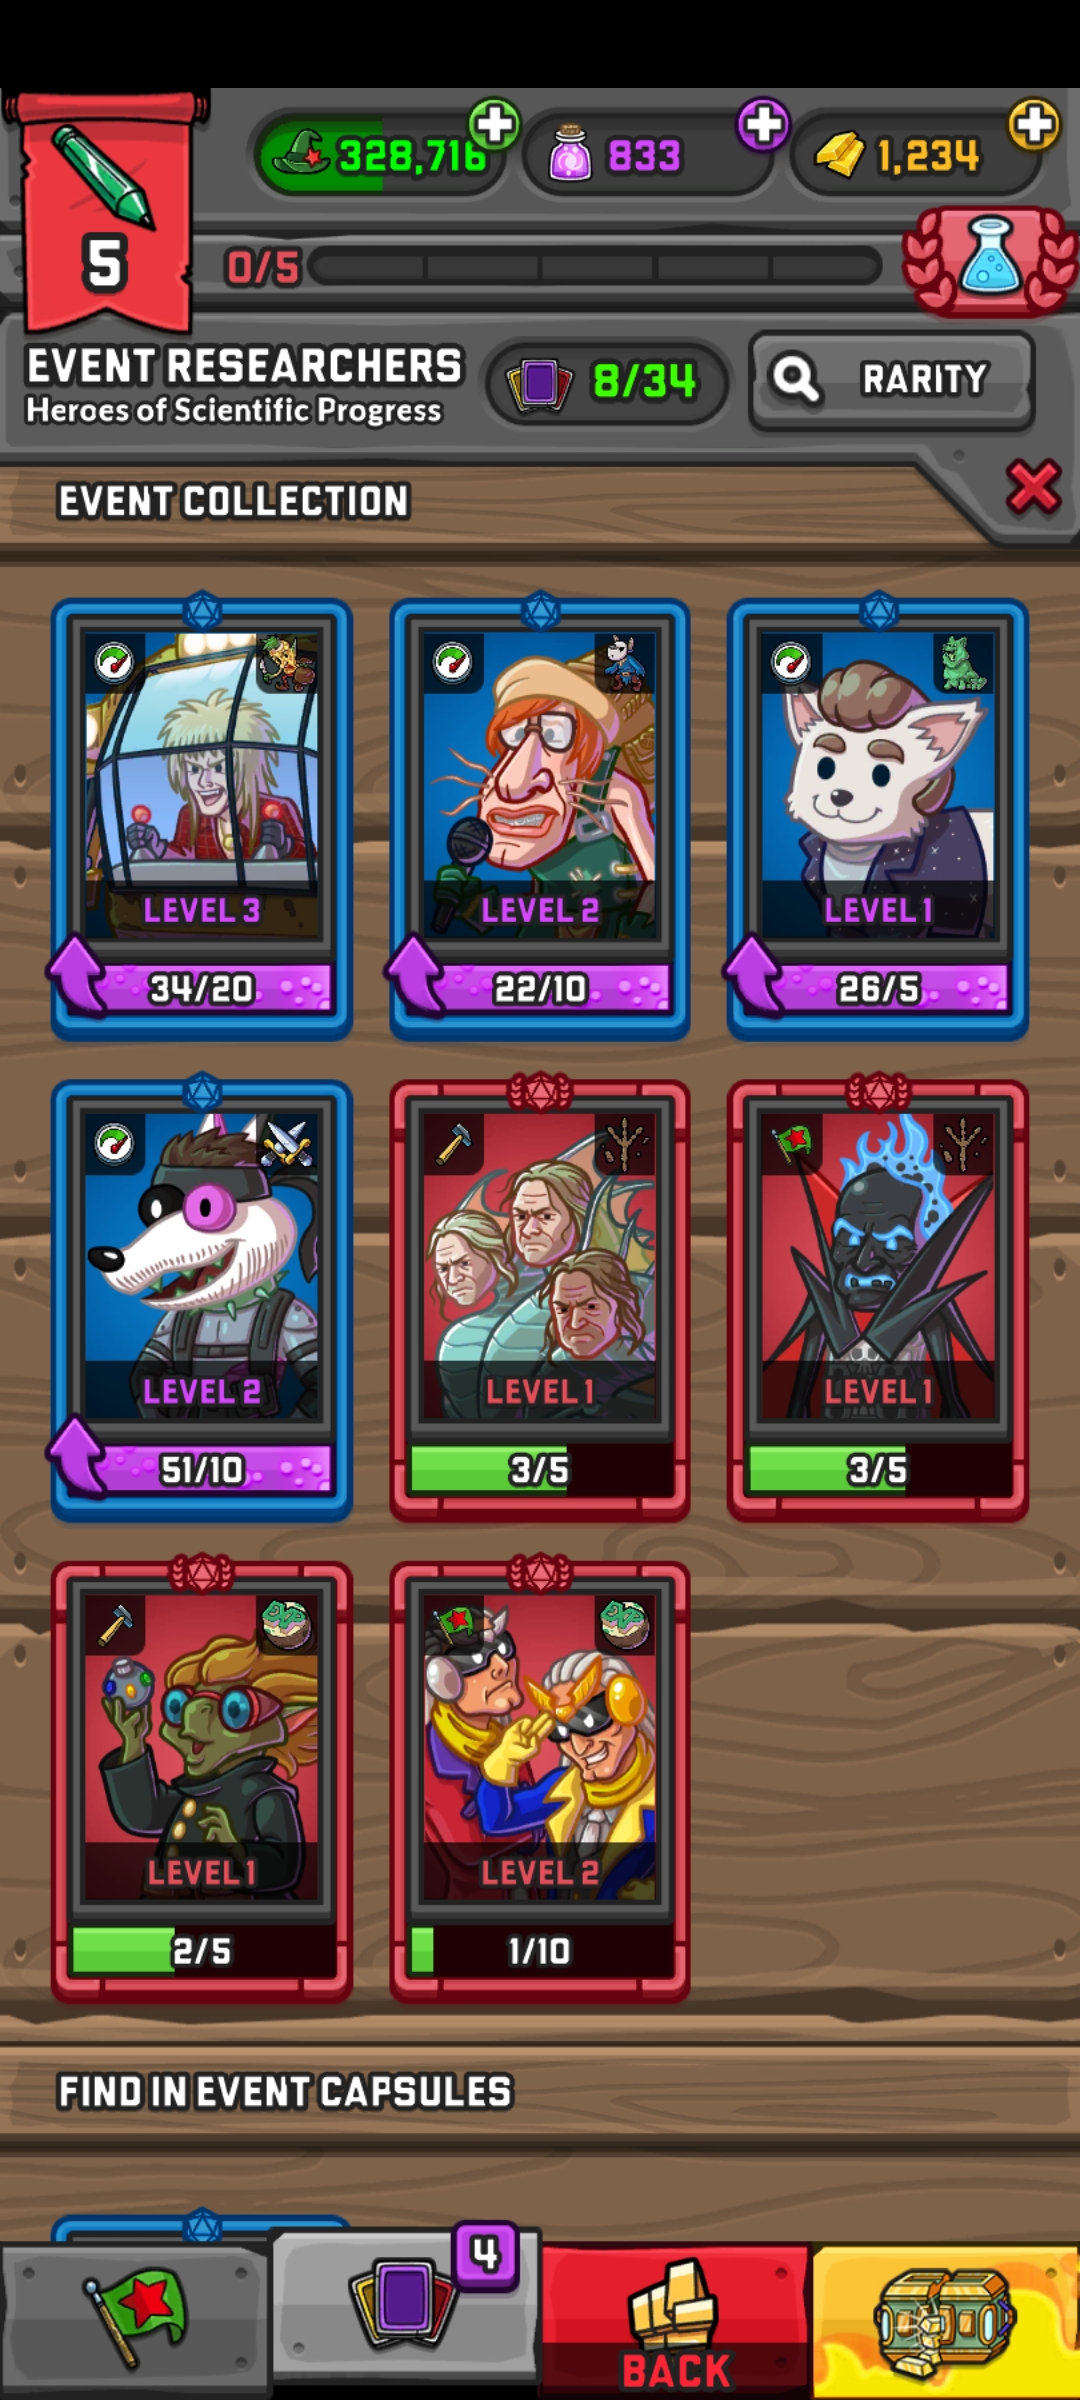 328,716
833
1,234
5
0/5
EVENT RESEARCHERS
Heroes of Scientific Progress
8/34
RARITY
EVENT COLLECTION
LEVEL 3
34/20
LEVEL 2
22/10
LEVEL 1
26/5
LEVEL 2
51/10
LEVEL 1
3/5
LEVEL 1
3/5
LEVEL 1
2/5
LEVEL 2
1/10
FIND IN EVENT CAPSULES
4
BACK